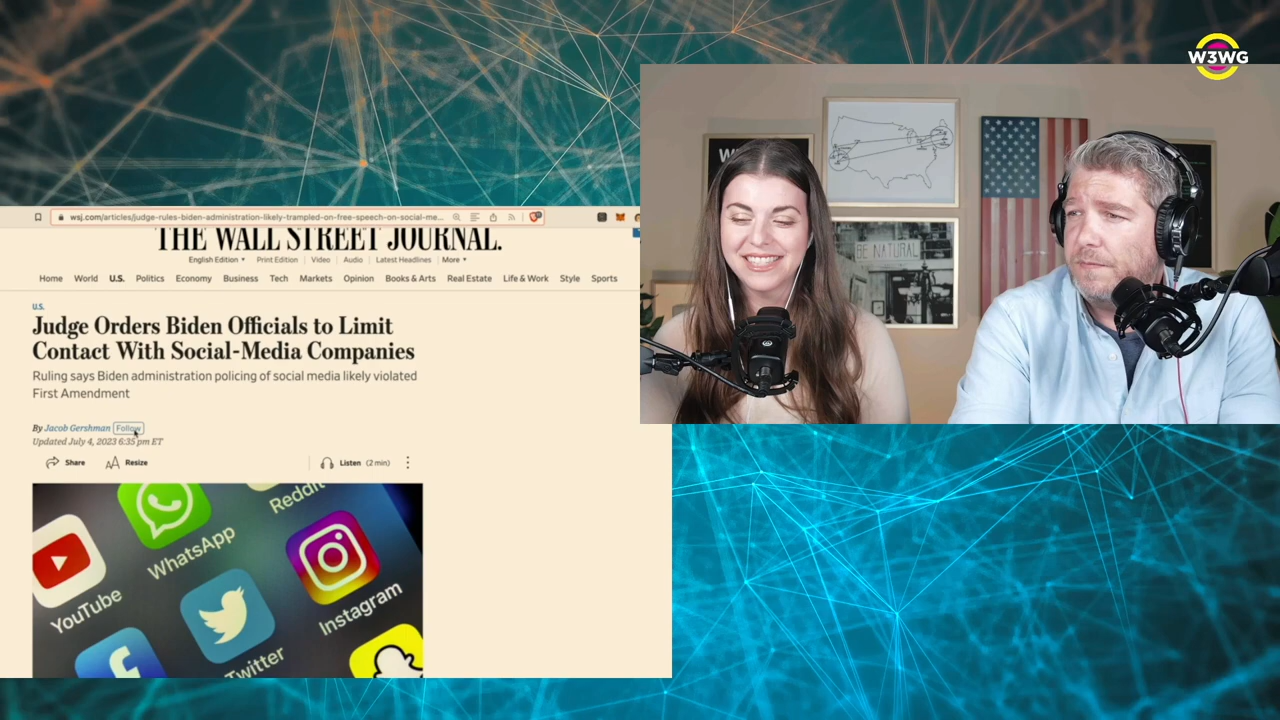 W3WG
wsj.com/articles/judge-rules-biden-administration-likely-trampled-on-free-speech-on-social-me...
THE WALL STREET JOURNAL.
English Edition Print Edition Video Audio Latest Headlines More
Home World U.S. Politics Economy Business Tech Markets Opinion Books & Arts Real Estate Life & Work Style Sports
U.S.
Judge Orders Biden Officials to Limit
Contact With Social-Media Companies
Ruling says Biden administration policing of social media likely violated
First Amendment
By Jacob Gershman Follow
Updated July 4, 2023 6:35 pm ET
Share Resize Listen (2 min)
Reddit
WhatsApp
YouTube
Instagram
Twitter
BE NATURAL